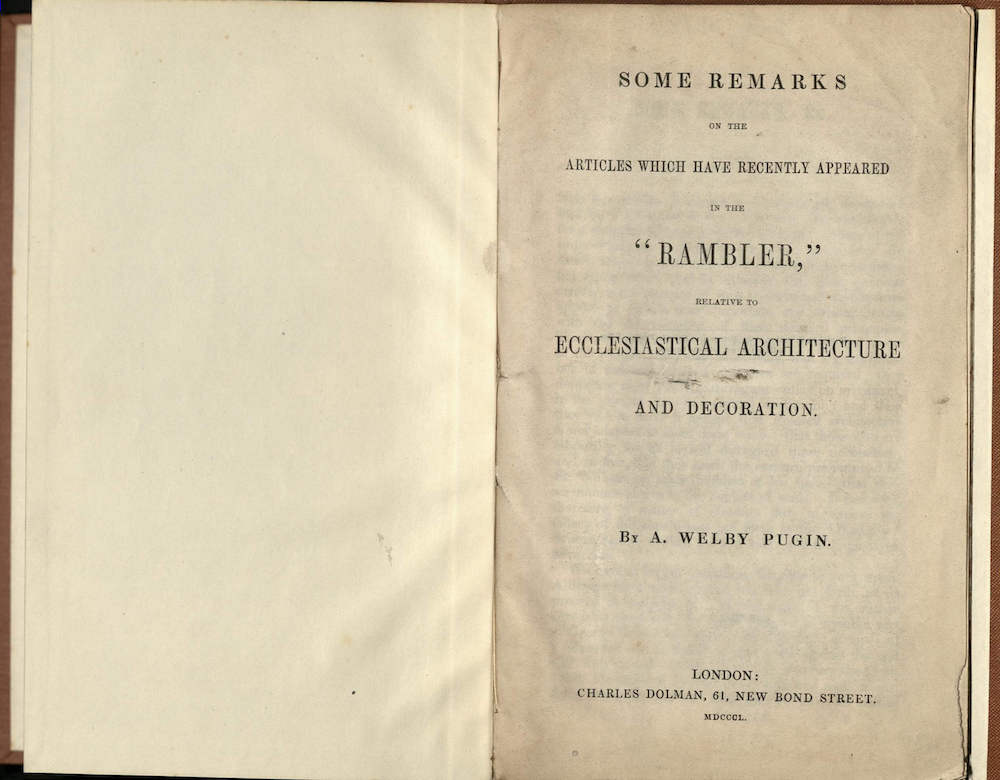 SOME REMARKS
ON THE
ARTICLES WHICH HAVE RECENTLY APPEARED
IN THE
“RAMBLER,”
RELATIVE TO
ECCLESIASTICAL ARCHITECTURE
AND DECORATION.
By A. WELBY PUGIN.
LONDON:
CHARLES DOLMAN, 61, NEW BOND STREET.
MDCCCL.